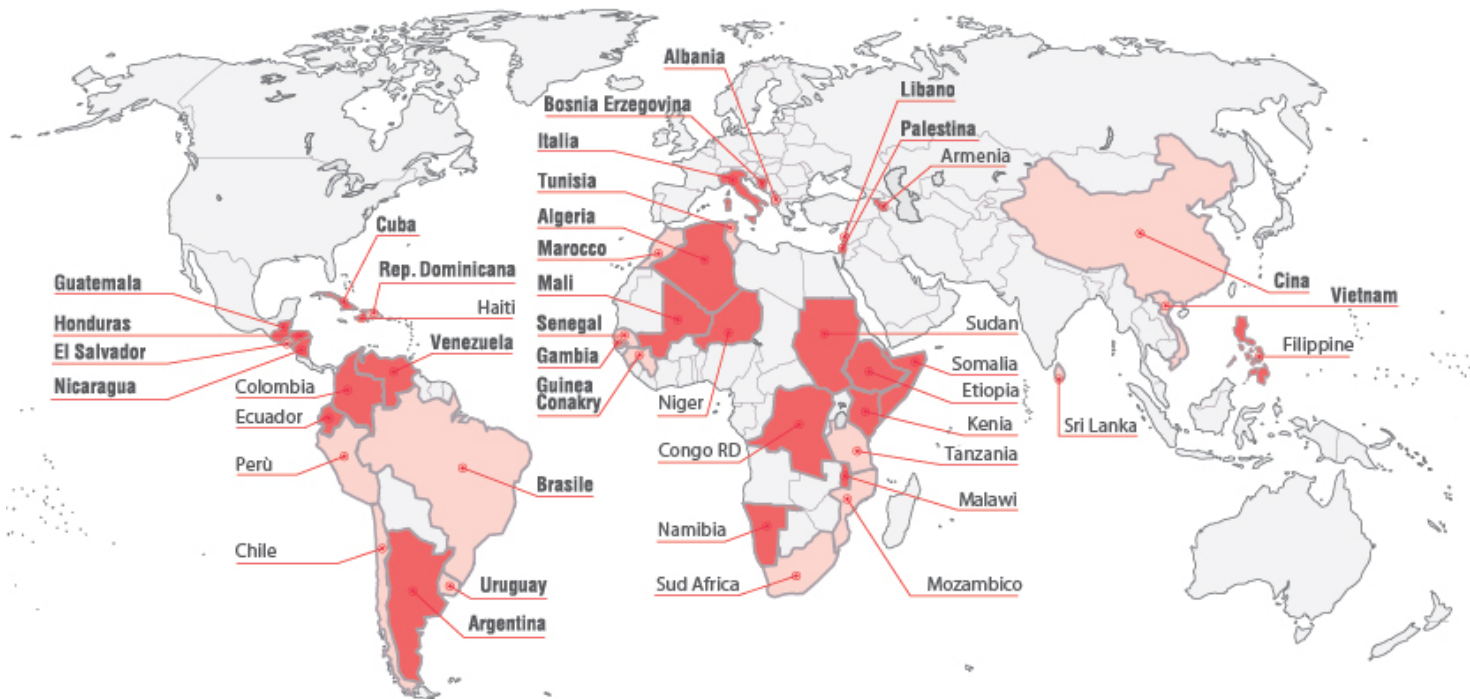 Albania
Libano
Bosnia Erzegovina
Palestina
Italia
Armenia
Tunisia
Algeria
Cuba
Marocco
Rep. Dominicana
Guatemala
Mali
Cina
Vietnam
Haiti
Honduras
Senegal
Sudan
Venezuela
El Salvador
Gambia
Filippine
Somalia
Nicaragua
Colombia
Guinea
Conakry
Niger
Etiopia
Ecuador
Kenia
Sri Lanka
Congo RD
Tanzania
Perù
Brasile
Malawi
Namibia
Chile
Uruguay
Sud Africa
Mozambico
Argentina